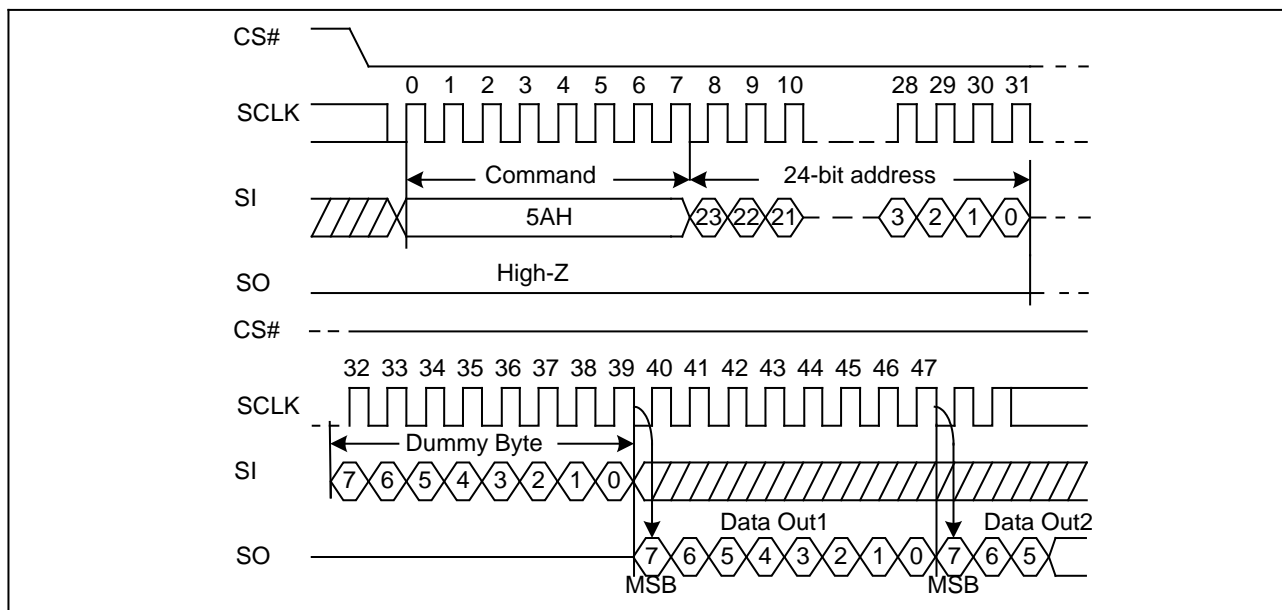 CS#
0 1 2 3 4 5 6 7 8 9 10 28 29 30 31
SCLK
Command 24-bit address
SI
5AH 23 22 21 3 2 1 0
High-Z
SO
CS#
32 33 34 35 36 37 38 39 40 41 42 43 44 45 46 47
SCLK
Dummy Byte
SI
7 6 5 4 3 2 1 0
Data Out1 Data Out2
SO
7 6 5 4 3 2 1 0 7 6 5
MSB MSB